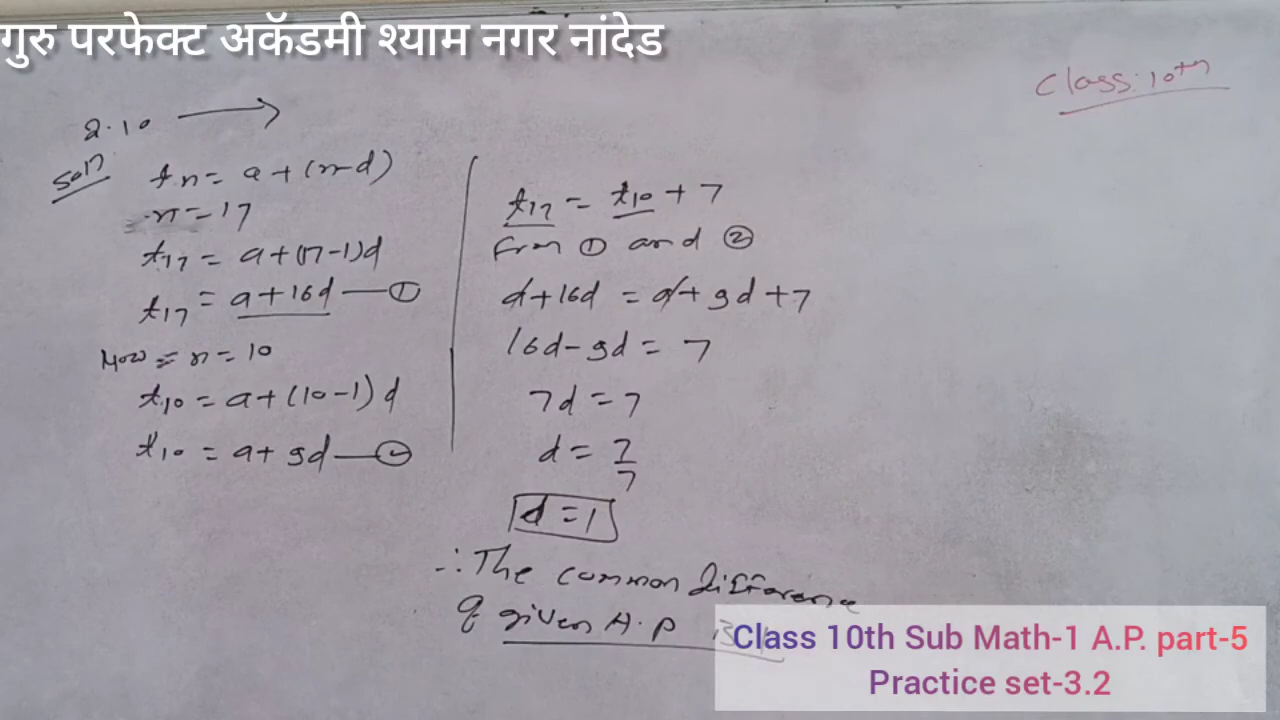 गुरु परफेक्ट अकॅडमी श्याम नगर नांदेड
Class:10th
Q.10 →
Soln
tn = a + (n-d)
n = 17
t17 = a+(17-1)d
t17 = a+16d — ①
Now = n = 10
t10 = a+(10-1)d
t10 = a+9d — ②
t17 = t10 + 7
from ① and ②
a+16d = a+9d+7
16d-9d = 7
7d = 7
d = 7/7
d = 1
∴ The common difference
of given A.P is
Class 10th Sub Math-1 A.P. part-5
Practice set-3.2